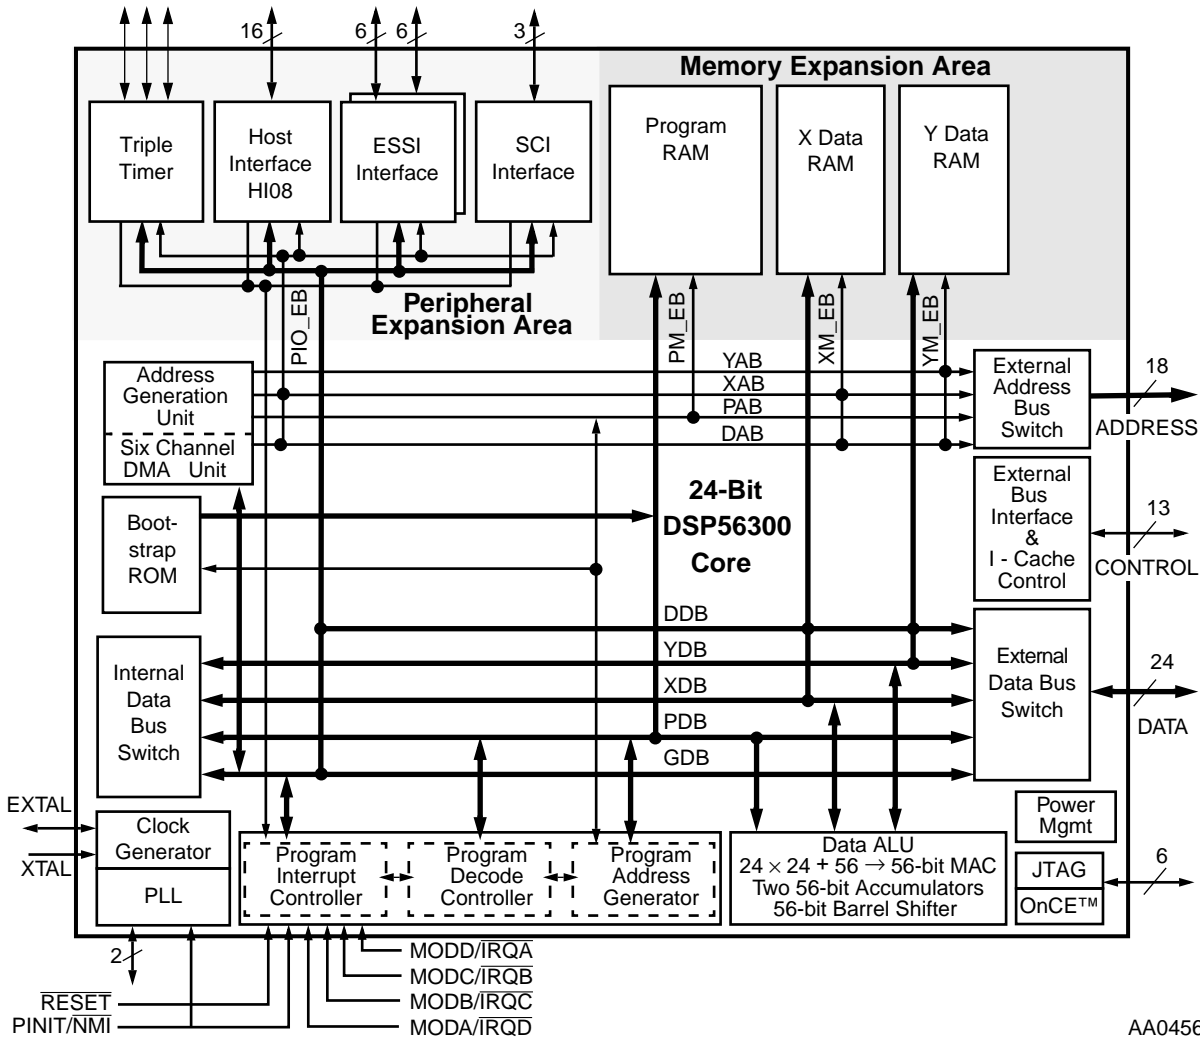 16
6
6
3
Memory Expansion Area
Triple
Timer
Host
Interface
HI08
ESSI
Interface
SCI
Interface
Program
RAM
X Data
RAM
Y Data
RAM
Peripheral
Expansion Area
PIO_EB
PM_EB
XM_EB
YM_EB
Address
Generation
Unit
Six Channel
DMA Unit
YAB
XAB
PAB
DAB
External
Address
Bus
Switch
18
ADDRESS
24-Bit
DSP56300
Core
Boot-
strap
ROM
External
Bus
Interface
&
I - Cache
Control
13
CONTROL
DDB
YDB
XDB
PDB
GDB
Internal
Data
Bus
Switch
External
Data Bus
Switch
24
DATA
EXTAL
XTAL
Clock
Generator
PLL
Program
Interrupt
Controller
Program
Decode
Controller
Program
Address
Generator
Data ALU
24 × 24 + 56 → 56-bit MAC
Two 56-bit Accumulators
56-bit Barrel Shifter
Power
Mgmt
JTAG
OnCE™
6
2
RESET
PINIT/NMI
MODD/IRQA
MODC/IRQB
MODB/IRQC
MODA/IRQD
AA0456